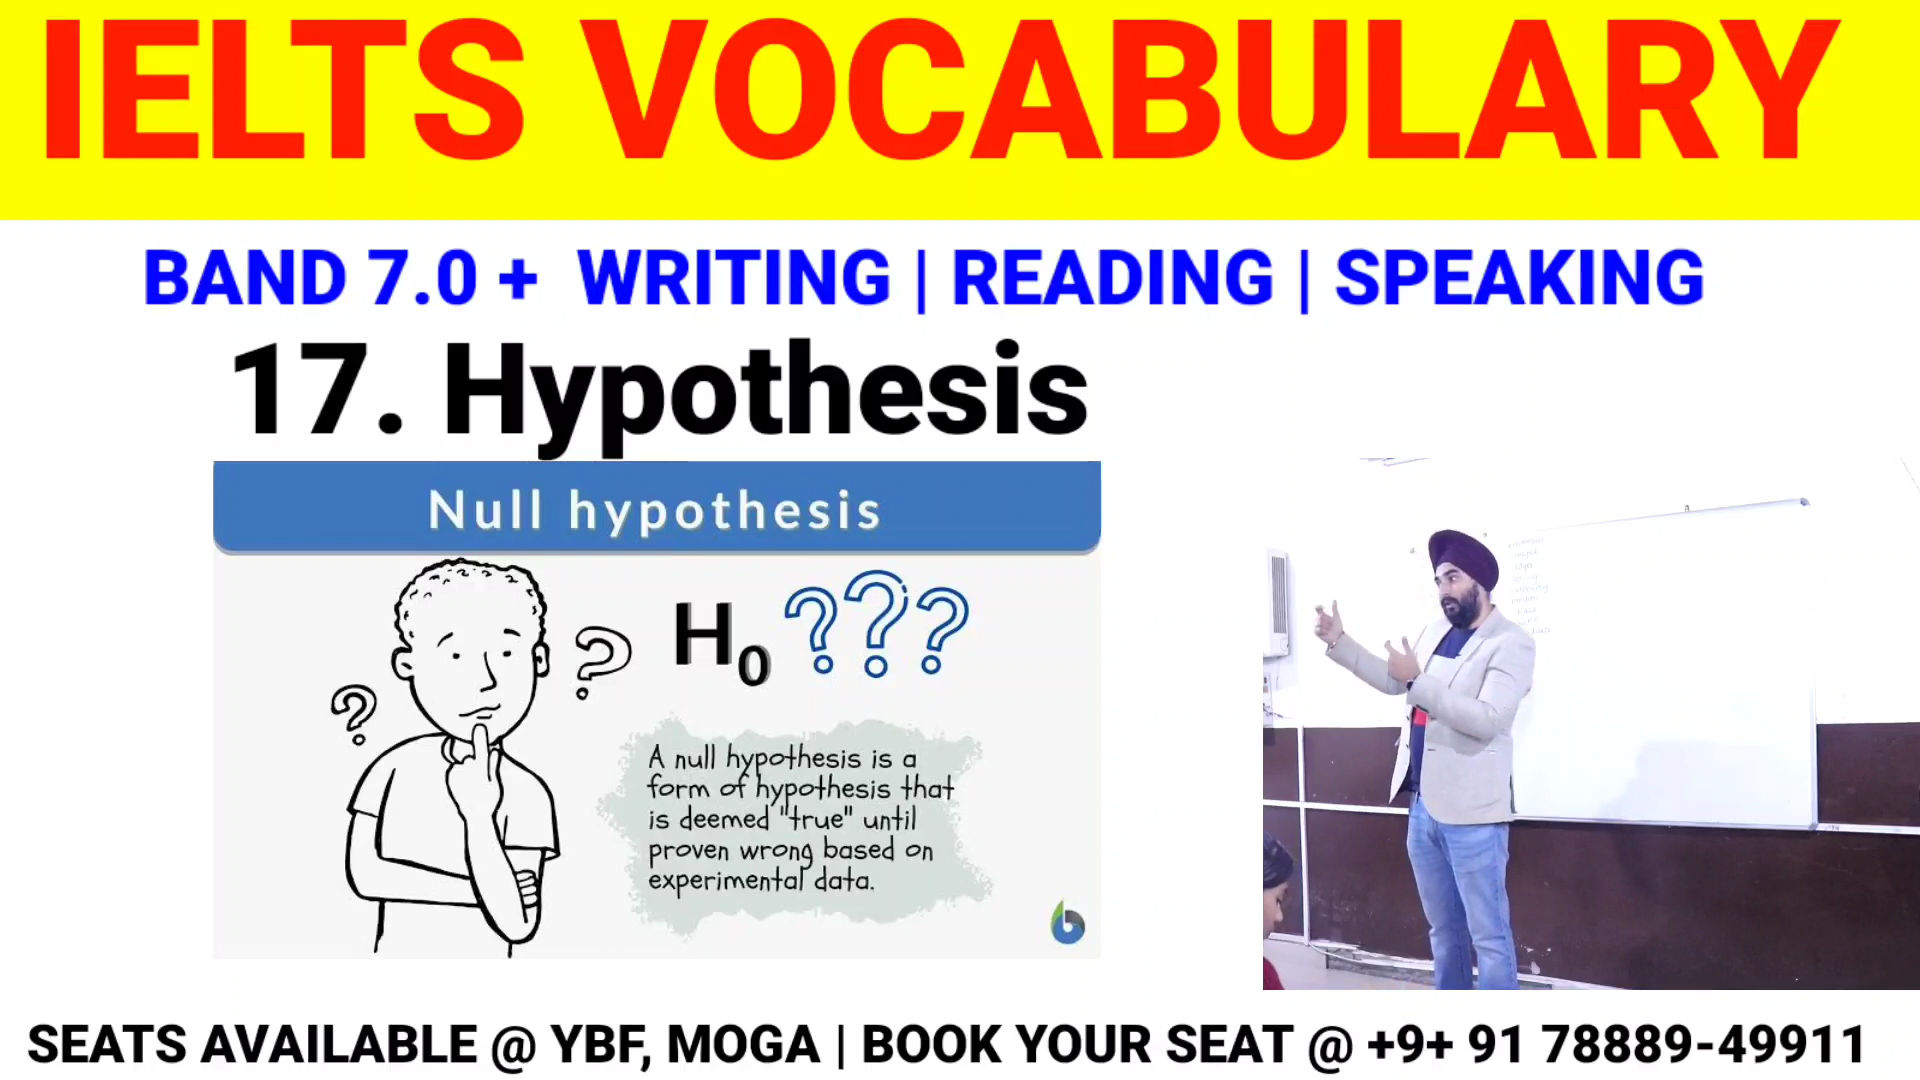 IELTS VOCABULARY
BAND 7.0 + WRITING | READING | SPEAKING
17. Hypothesis
Null hypothesis
H0 ???
? ?
A null hypothesis is a
form of hypothesis that
is deemed "true" until
proven wrong based on
experimental data.
SEATS AVAILABLE @ YBF, MOGA | BOOK YOUR SEAT @ +9+ 91 78889-49911